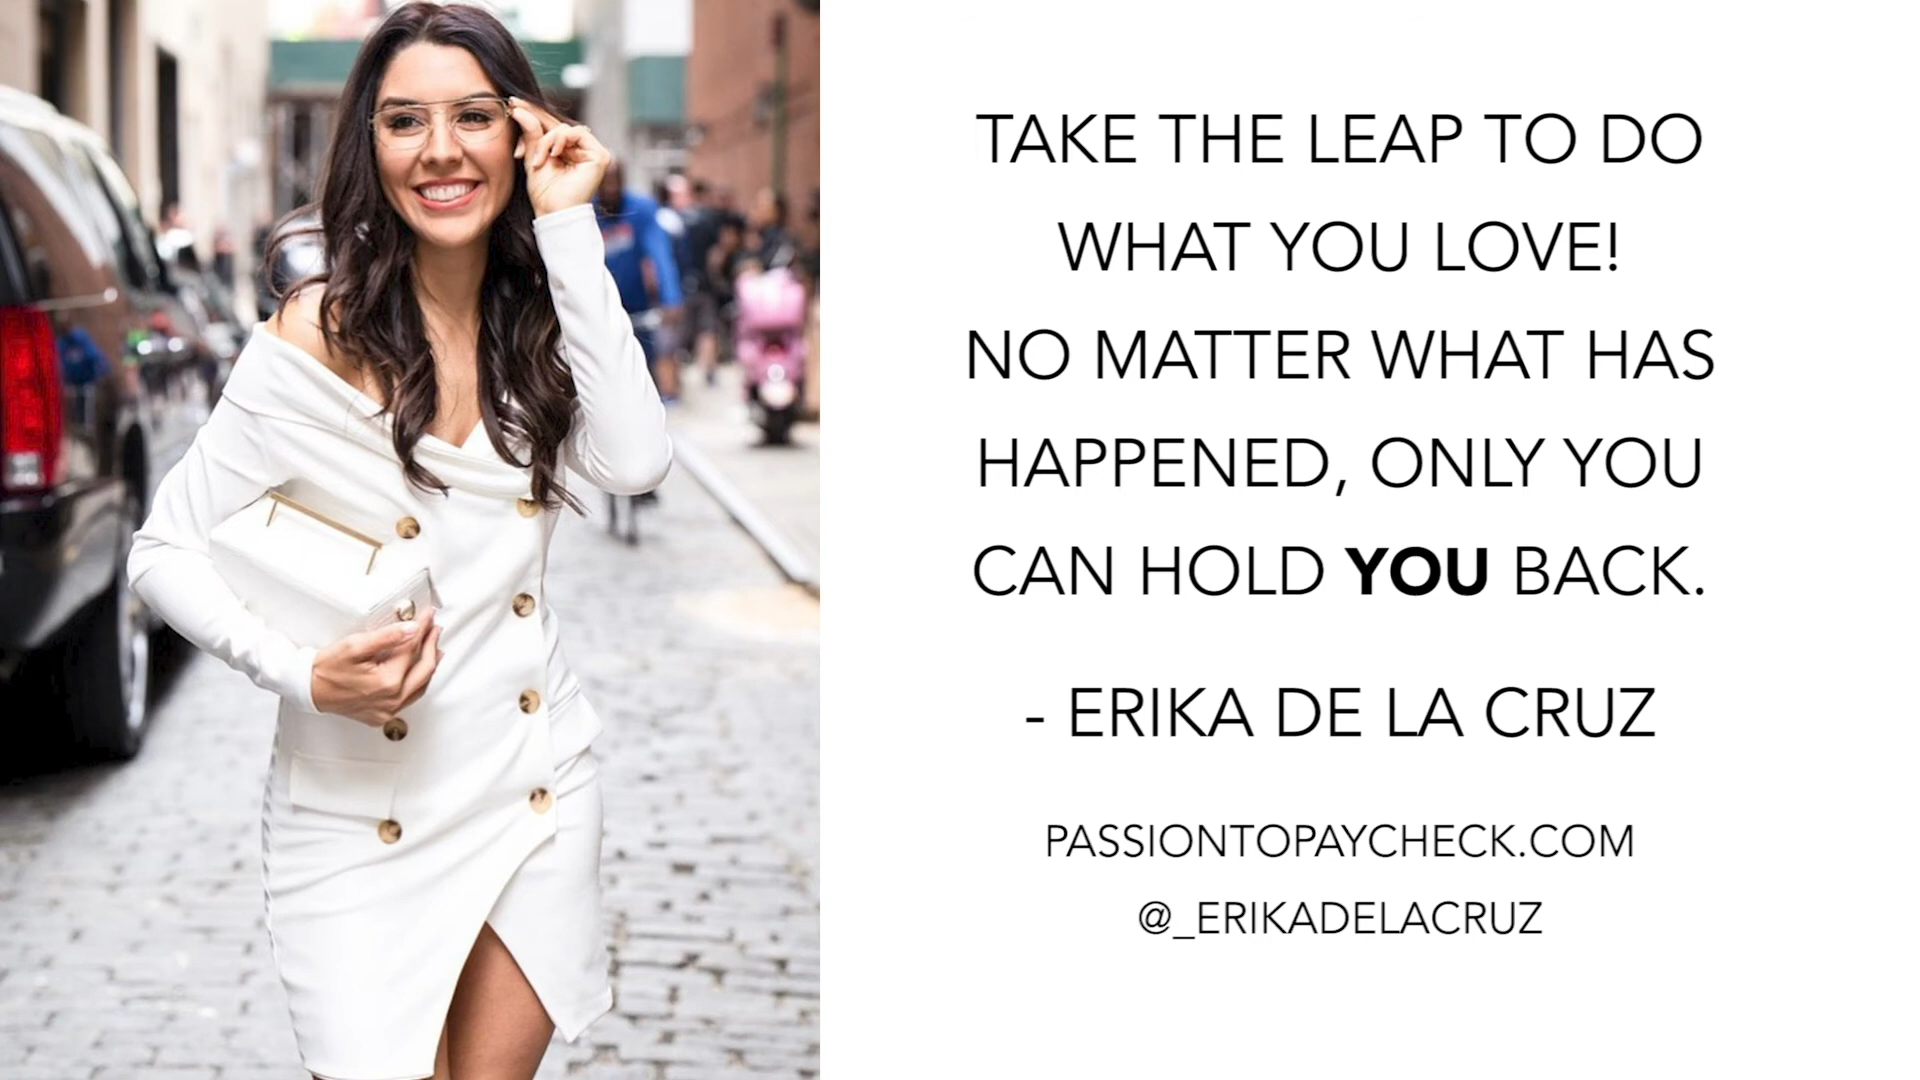 TAKE THE LEAP TO DO
WHAT YOU LOVE!
NO MATTER WHAT HAS
HAPPENED, ONLY YOU
CAN HOLD YOU BACK.
- ERIKA DE LA CRUZ
PASSIONTOPAYCHECK.COM
@_ERIKADELACRUZ